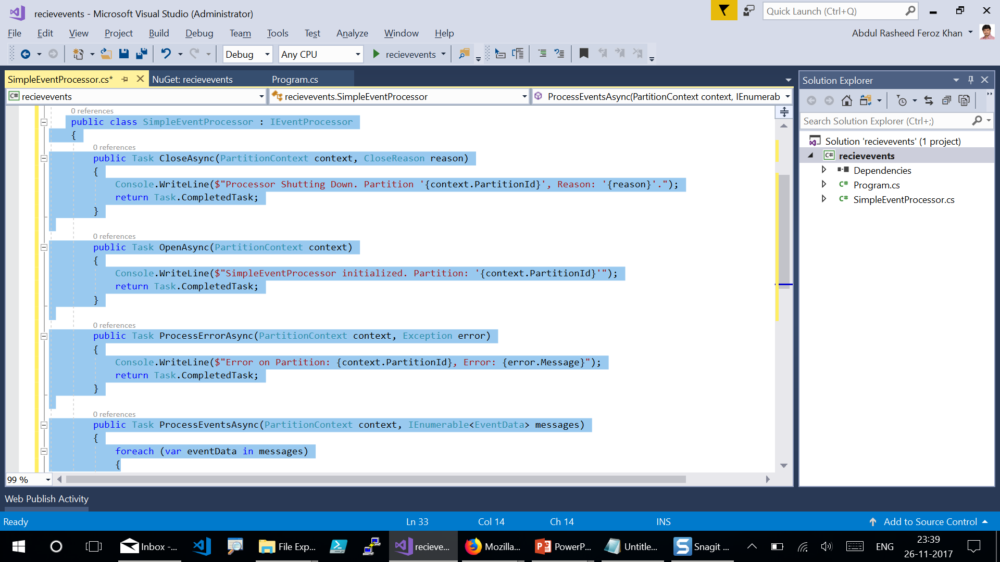 recievevents - Microsoft Visual Studio (Administrator)
Quick Launch (Ctrl+Q)
File Edit View Project Build Debug Team Tools Test Analyze Window Help
Abdul Rasheed Feroz Khan
Debug Any CPU recievevents
SimpleEventProcessor.cs* NuGet: recievevents Program.cs
recievevents recievevents.SimpleEventProcessor ProcessEventsAsync(PartitionContext context, IEnumerab
0 references
public class SimpleEventProcessor : IEventProcessor
{
0 references
public Task CloseAsync(PartitionContext context, CloseReason reason)
{
Console.WriteLine($"Processor Shutting Down. Partition '{context.PartitionId}', Reason: '{reason}'.");
return Task.CompletedTask;
}
0 references
public Task OpenAsync(PartitionContext context)
{
Console.WriteLine($"SimpleEventProcessor initialized. Partition: '{context.PartitionId}'");
return Task.CompletedTask;
}
0 references
public Task ProcessErrorAsync(PartitionContext context, Exception error)
{
Console.WriteLine($"Error on Partition: {context.PartitionId}, Error: {error.Message}");
return Task.CompletedTask;
}
0 references
public Task ProcessEventsAsync(PartitionContext context, IEnumerable<EventData> messages)
{
foreach (var eventData in messages)
{
99 %
Solution Explorer
Search Solution Explorer (Ctrl+;)
Solution 'recievevents' (1 project)
C# recievevents
Dependencies
C# Program.cs
C# SimpleEventProcessor.cs
Web Publish Activity
Ready Ln 33 Col 14 Ch 14 INS Add to Source Control
Inbox -... File Exp... recieve... Mozilla... PowerP... Untitle... Snagit ... ENG
23:39
26-11-2017